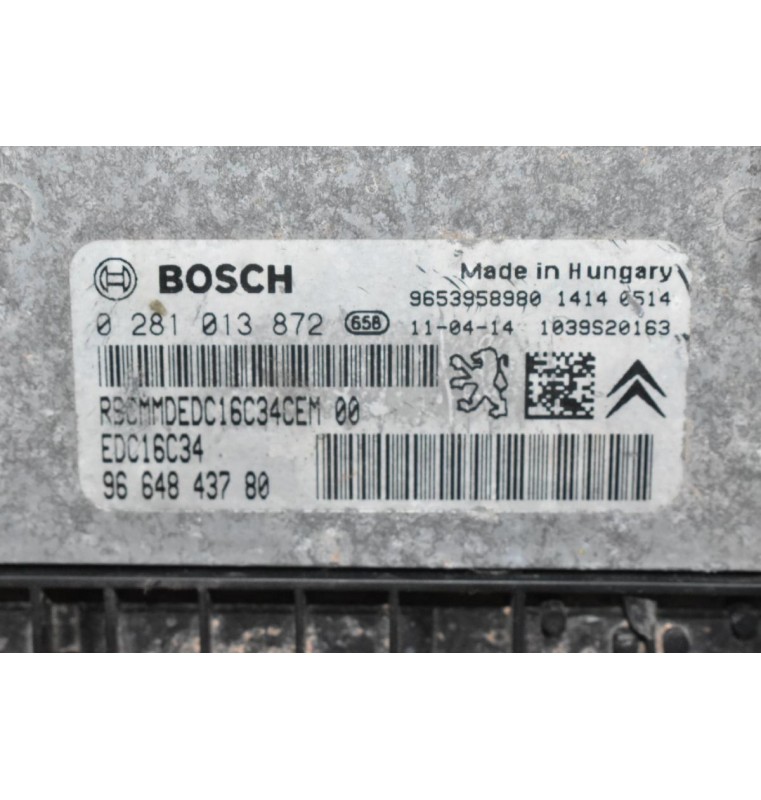 BOSCH
Made in Hungary
9653958980 1414 0514
0 281 013 872 658
11-04-14 1039S20163
RSCMMDEDC16C34CEM 00
EDC16C34
96 648 437 80